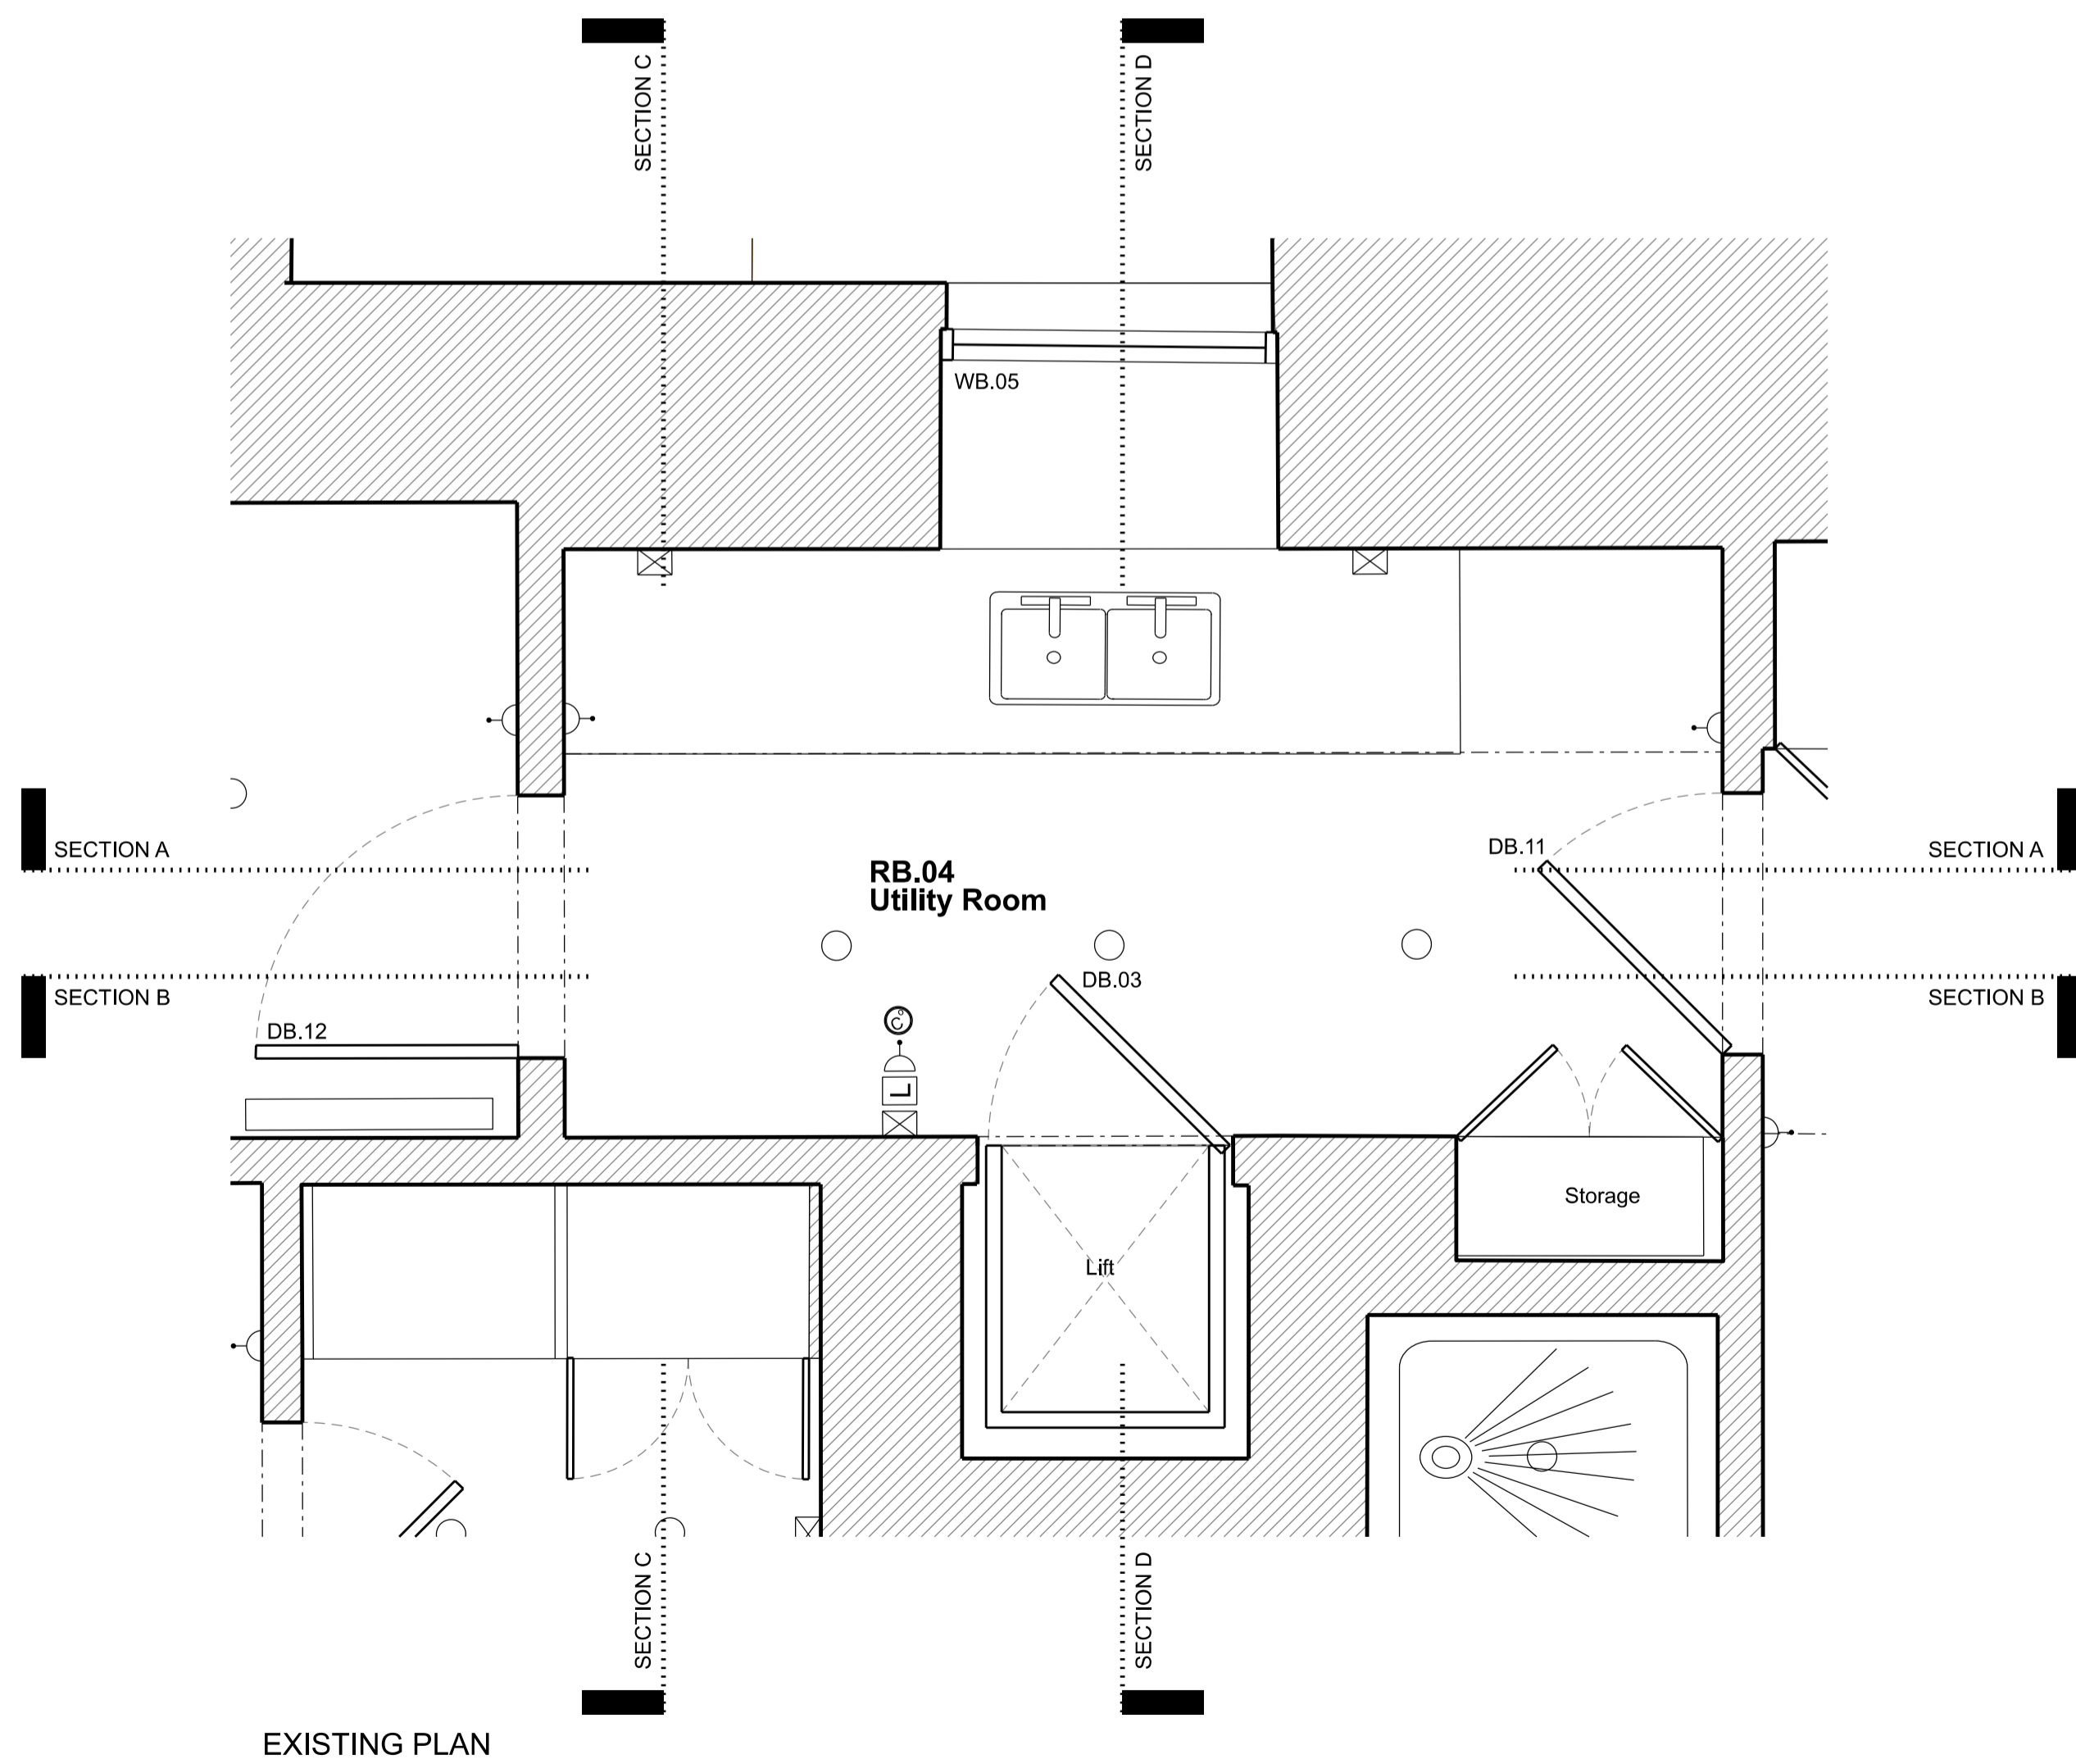 SECTION C
SECTION D
WB.05
SECTION A
RB.04
Utility Room
DB.11
SECTION A
SECTION B
DB.12
DB.03
SECTION B
C°
L
Storage
Lift
SECTION C
SECTION D
EXISTING PLAN